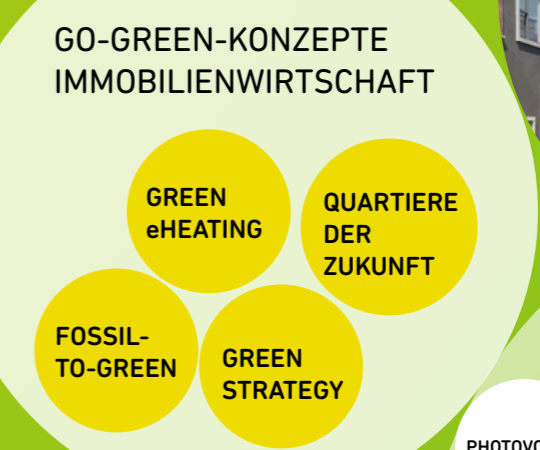 GO-GREEN-KONZEPTE
IMMOBILIENWIRTSCHAFT
GREEN
eHEATING
QUARTIERE
DER
ZUKUNFT
FOSSIL-
TO-GREEN
GREEN
STRATEGY